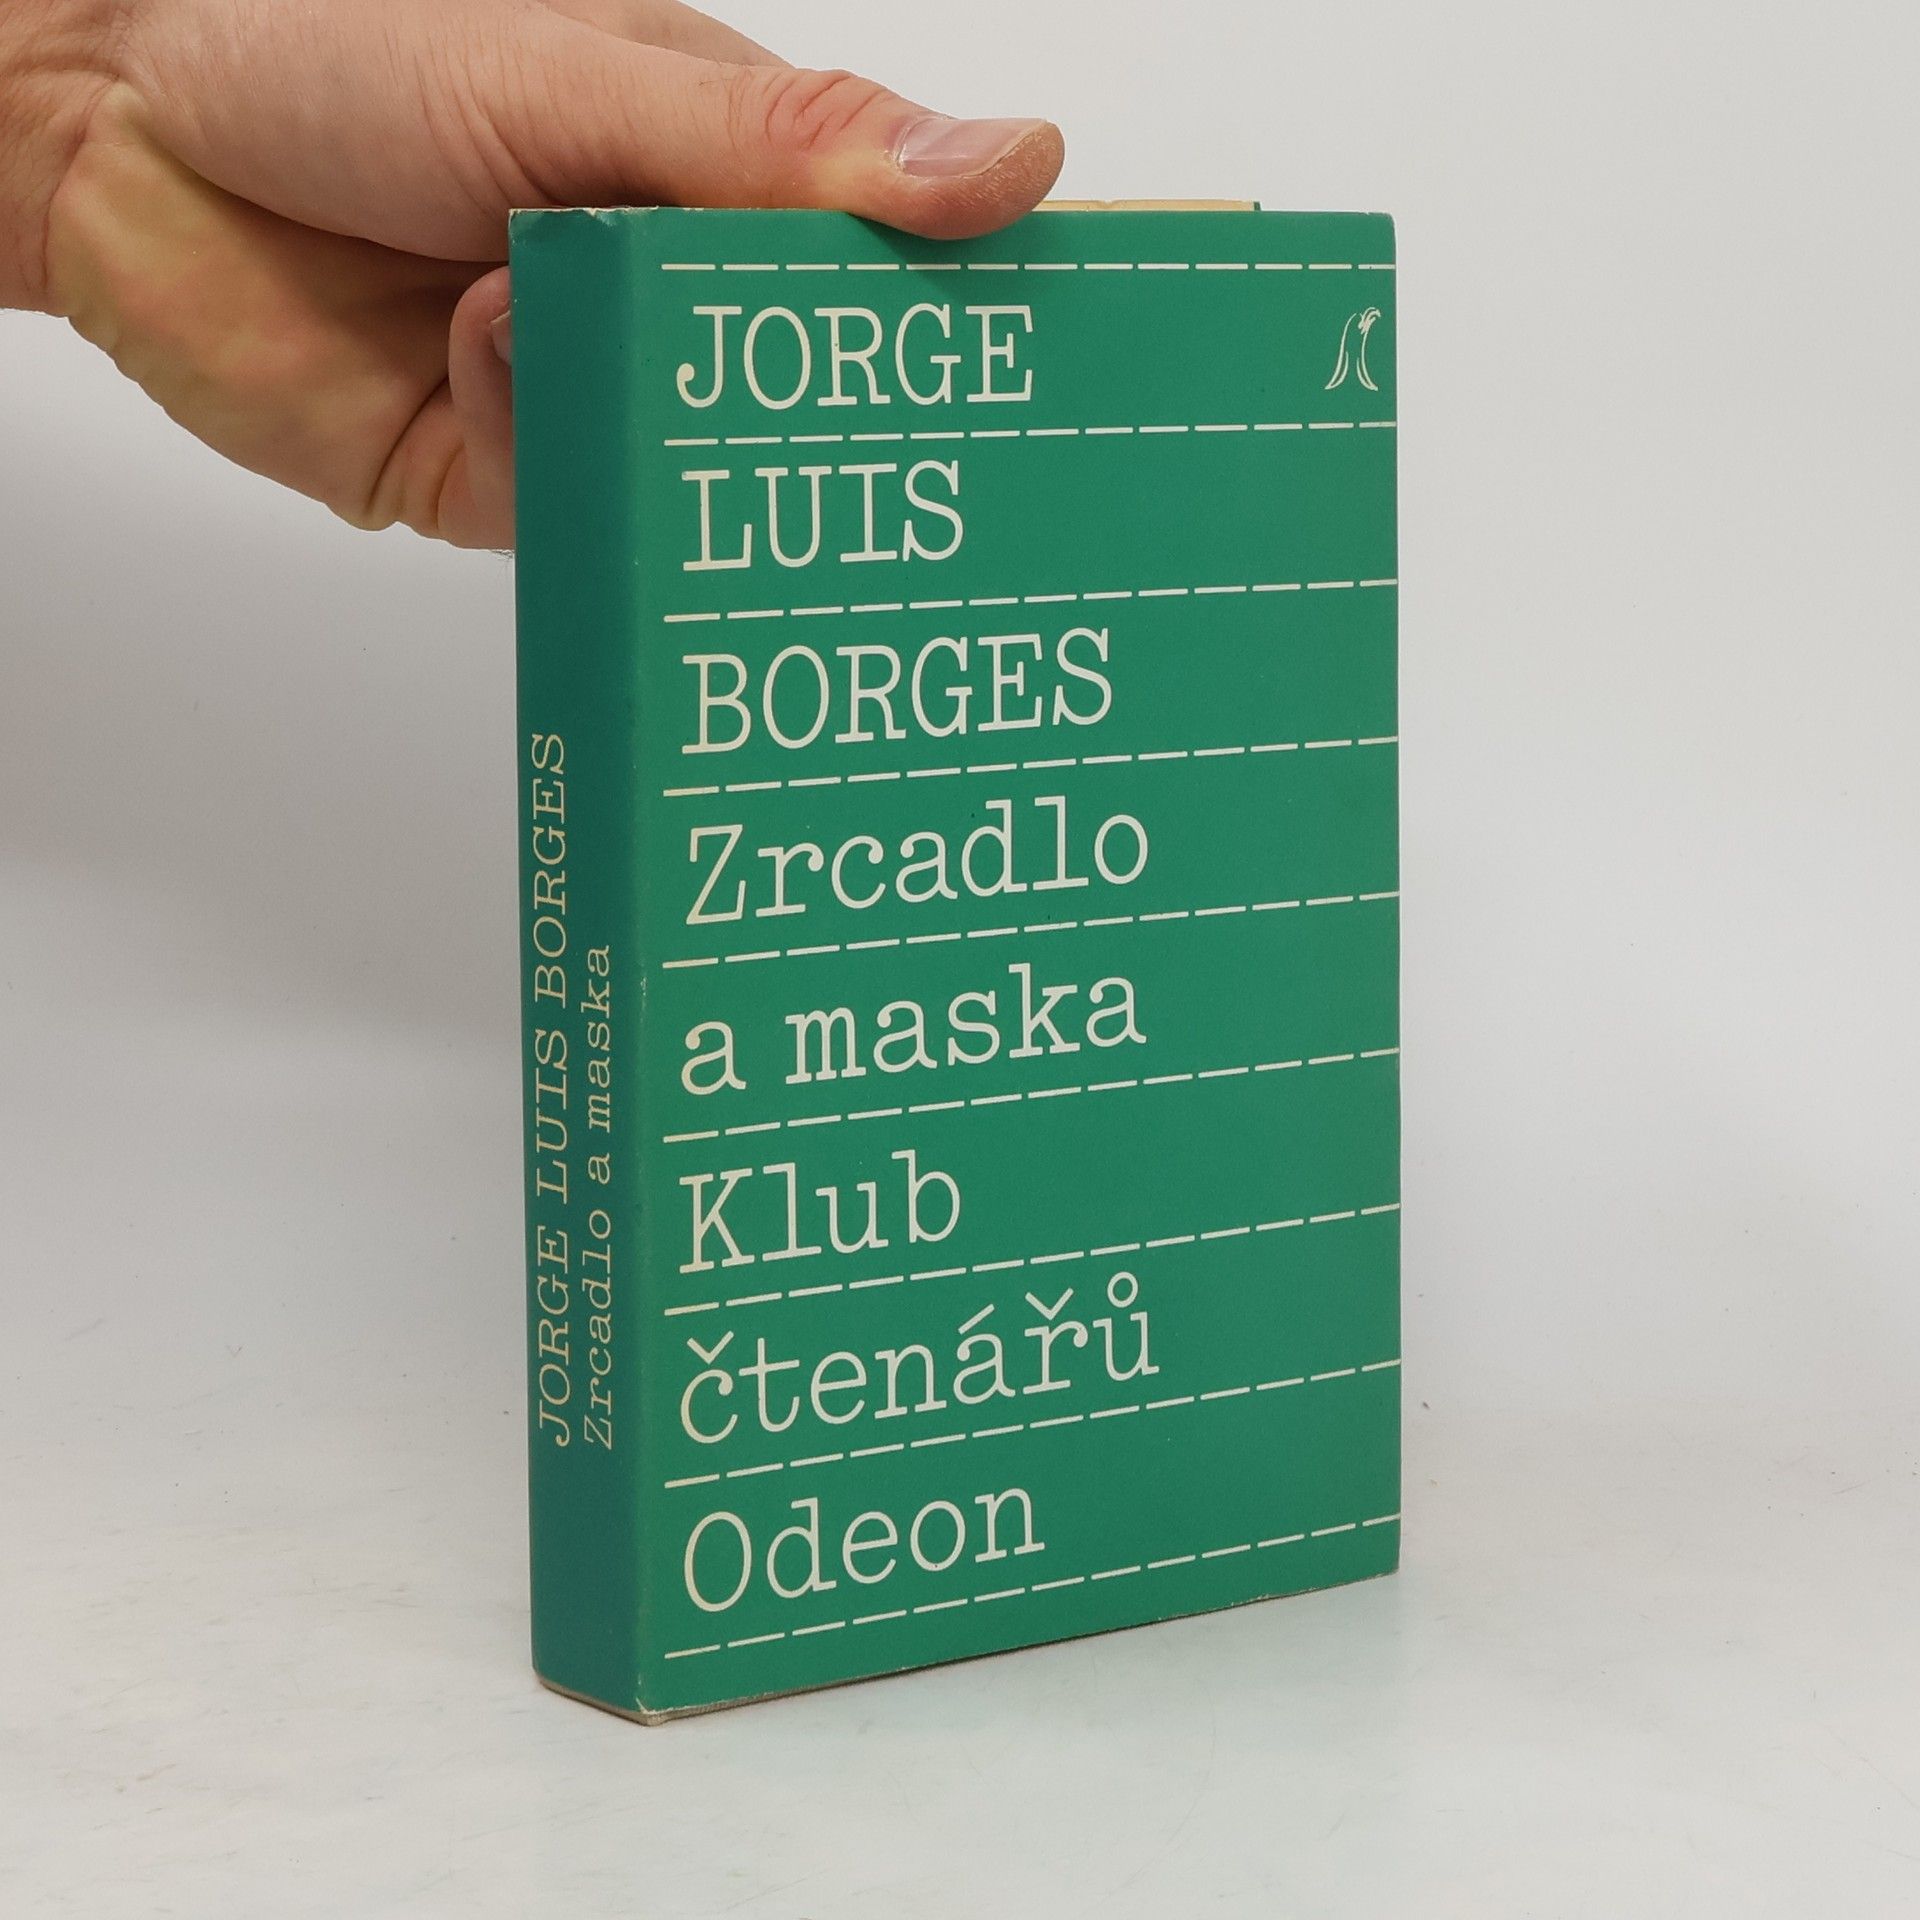 JORGE
LUIS
BORGES
Zrcadlo
a maska
Klub
čtenářů
Odeon
JORGE LUIS BORGES
Zrcadlo a maska